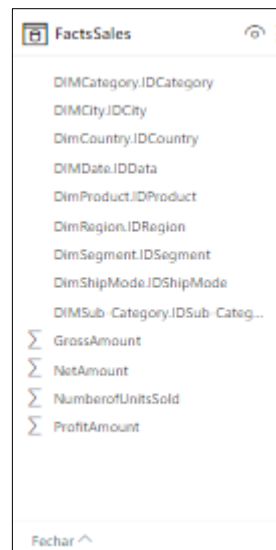 FactsSales
DIMCategory.IDCategory
DIMCity.IDCity
DimCountry.IDCountry
DIMDate.IDData
DimProduct.IDProduct
DimRegion.IDRegion
DimSegment.IDSegment
DimShipMode.IDShipMode
DIMSub-Category.IDSub-Categ...
∑ GrossAmount
∑ NetAmount
∑ NumberofUnitsSold
∑ ProfitAmount
Fechar